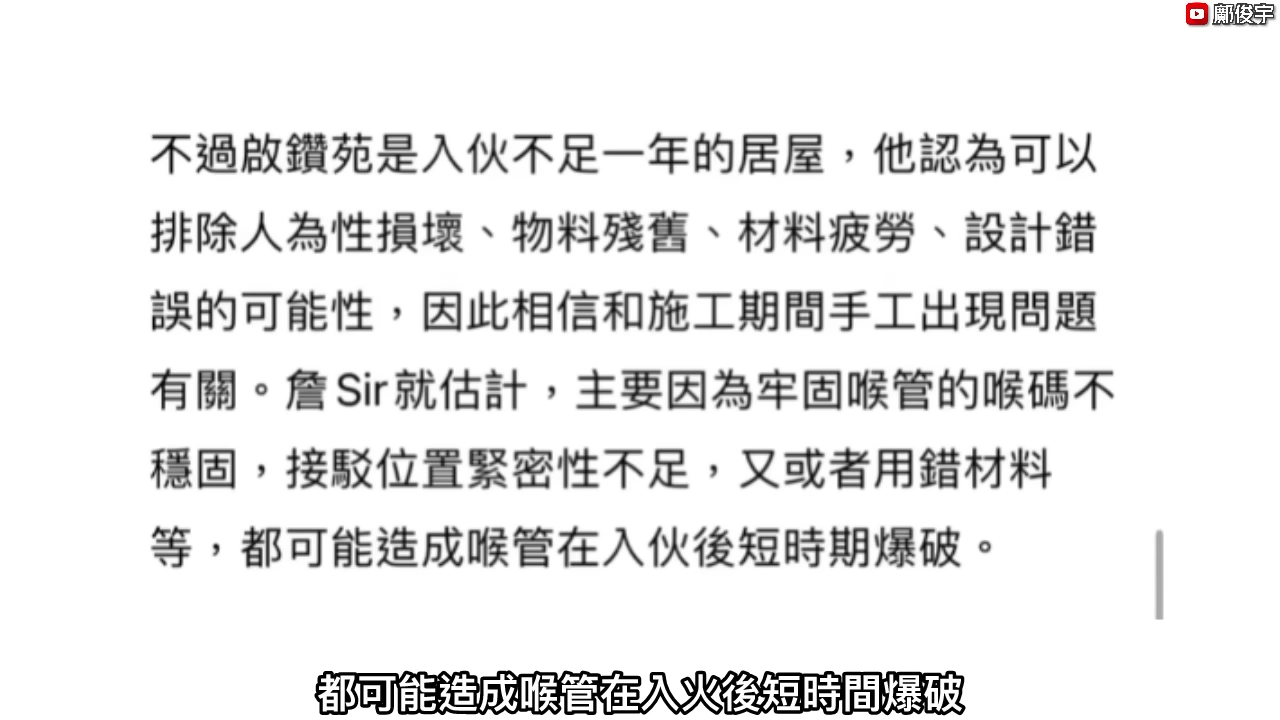 鄺俊宇
不過啟鑽苑是入伙不足一年的居屋，他認為可以
排除人為性損壞、物料殘舊、材料疲勞、設計錯
誤的可能性，因此相信和施工期間手工出現問題
有關。詹Sir就估計，主要因為牢固喉管的喉碼不
穩固，接駁位置緊密性不足，又或者用錯材料
等，都可能造成喉管在入伙後短時期爆破。
都可能造成喉管在入火後短時間爆破